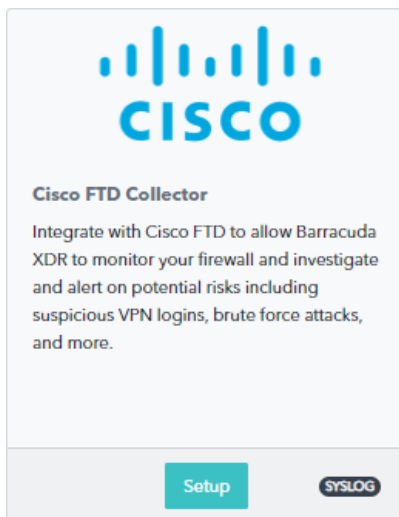 CISCO
Cisco FTD Collector
Integrate with Cisco FTD to allow Barracuda
XDR to monitor your firewall and investigate
and alert on potential risks including
suspicious VPN logins, brute force attacks,
and more.
Setup
SYSLOG